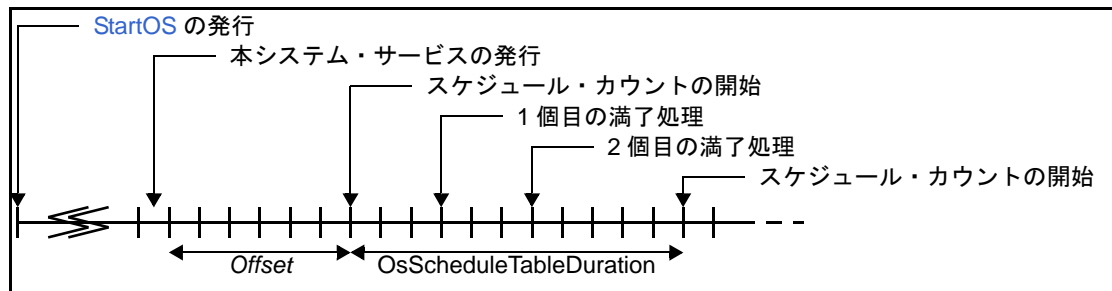 StartOS の発行
本システム・サービスの発行
スケジュール・カウントの開始
1 個目の満了処理
2 個目の満了処理
スケジュール・カウントの開始
Offset
OsScheduleTableDuration